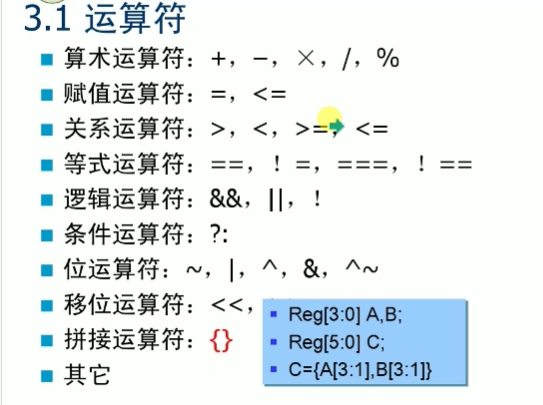 3.1 运算符
算术运算符：+，−，×，/，%
赋值运算符：=，<=
关系运算符：>，<，>=，<=
等式运算符：==，！=，===，！==
逻辑运算符：&&，||，！
条件运算符：?:
位运算符：~，|，^，&，^~
移位运算符：<<，
拼接运算符：{}
其它
Reg[3:0] A,B;
Reg[5:0] C;
C={A[3:1],B[3:1]}